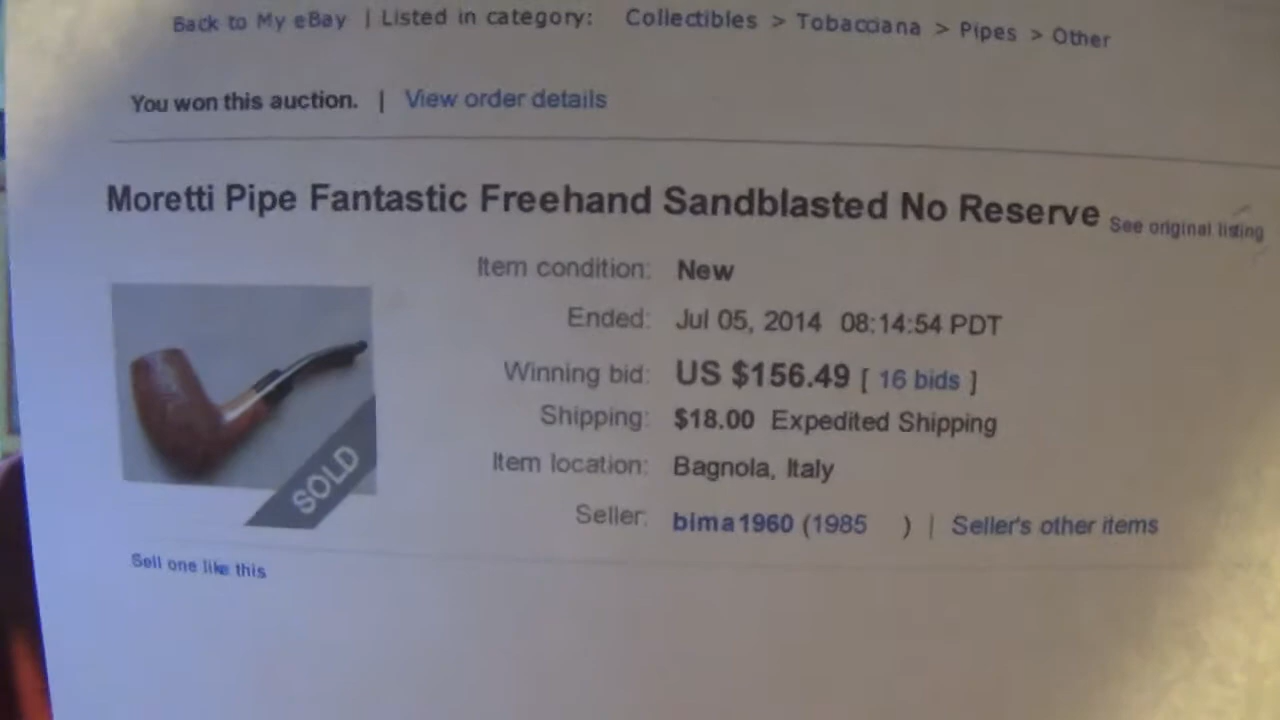 Back to My eBay | Listed in category: Collectibles > Tobacciana > Pipes > Other
You won this auction. | View order details
Moretti Pipe Fantastic Freehand Sandblasted No Reserve See original listing
Item condition: New
Ended: Jul 05, 2014 08:14:54 PDT
Winning bid: US $156.49 [ 16 bids ]
Shipping: $18.00 Expedited Shipping
Item location: Bagnola, Italy
Seller: bima1960 (1985 ) | Seller's other items
SOLD
Sell one like this